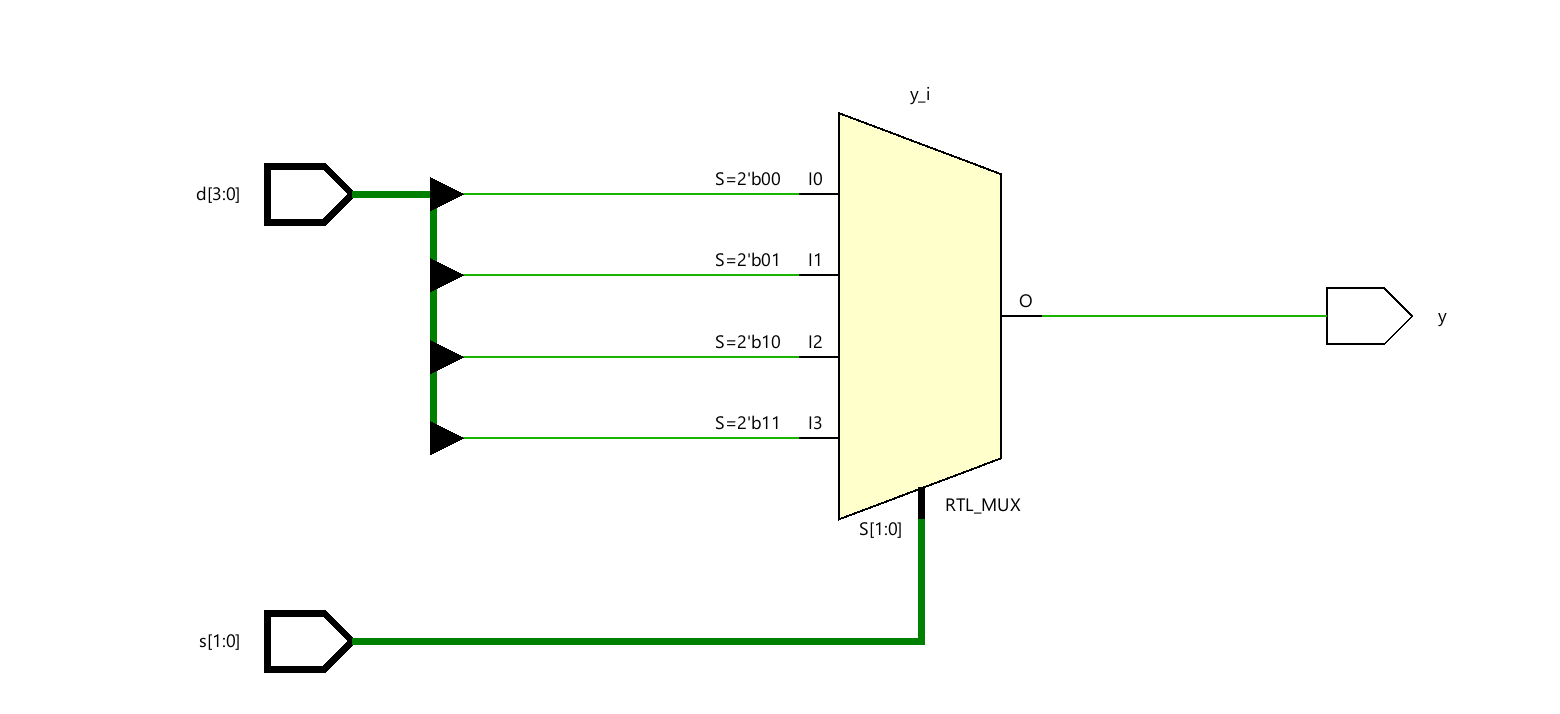 y_i
d[3:0]
S=2'b00 I0
S=2'b01 I1
S=2'b10 I2
S=2'b11 I3
O
y
RTL_MUX
S[1:0]
s[1:0]